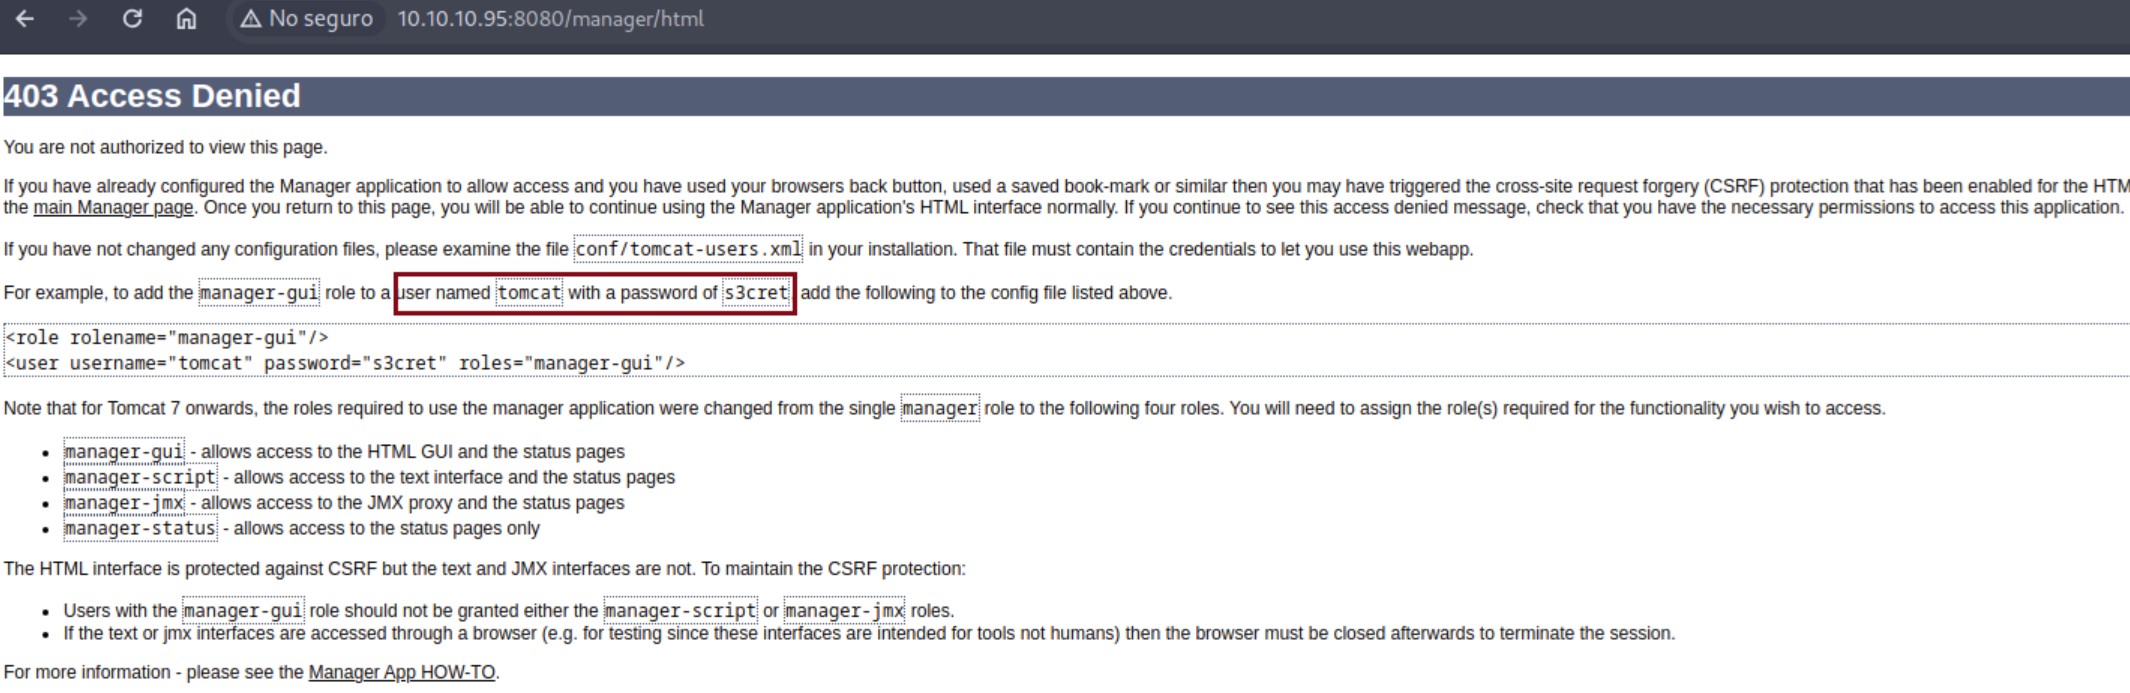 No seguro 10.10.10.95:8080/manager/html
403 Access Denied
You are not authorized to view this page.
If you have already configured the Manager application to allow access and you have used your browsers back button, used a saved book-mark or similar then you may have triggered the cross-site request forgery (CSRF) protection that has been enabled for the HTM
the main Manager page. Once you return to this page, you will be able to continue using the Manager application's HTML interface normally. If you continue to see this access denied message, check that you have the necessary permissions to access this application.
If you have not changed any configuration files, please examine the file conf/tomcat-users.xml in your installation. That file must contain the credentials to let you use this webapp.
For example, to add the manager-gui role to a user named tomcat with a password of s3cret add the following to the config file listed above.
<role rolename="manager-gui"/>
<user username="tomcat" password="s3cret" roles="manager-gui"/>
Note that for Tomcat 7 onwards, the roles required to use the manager application were changed from the single manager role to the following four roles. You will need to assign the role(s) required for the functionality you wish to access.
• manager-gui - allows access to the HTML GUI and the status pages
• manager-script - allows access to the text interface and the status pages
• manager-jmx - allows access to the JMX proxy and the status pages
• manager-status - allows access to the status pages only
The HTML interface is protected against CSRF but the text and JMX interfaces are not. To maintain the CSRF protection:
• Users with the manager-gui role should not be granted either the manager-script or manager-jmx roles.
• If the text or jmx interfaces are accessed through a browser (e.g. for testing since these interfaces are intended for tools not humans) then the browser must be closed afterwards to terminate the session.
For more information - please see the Manager App HOW-TO.